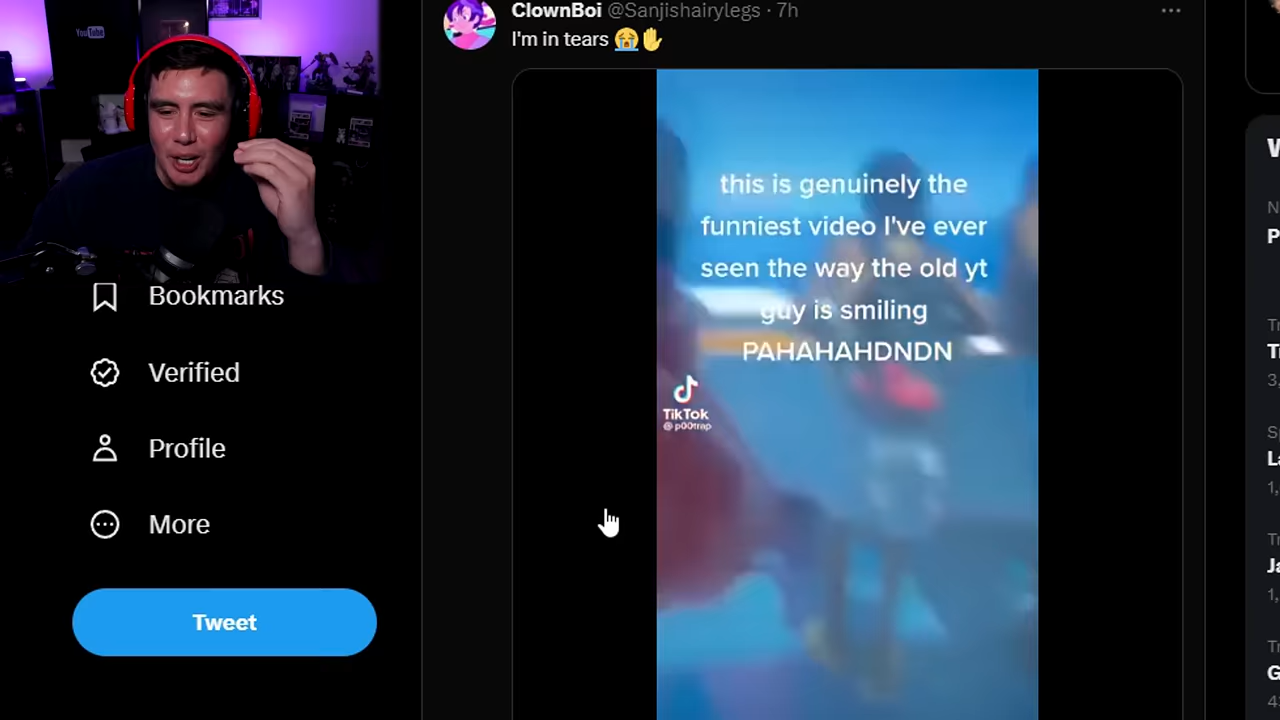 YouTube
ClownBoi @Sanjishairylegs · 7h
I'm in tears 😭✋
this is genuinely the
funniest video I've ever
seen the way the old yt
guy is smiling
PAHAHAHDNDN
TikTok
@p00trap
Bookmarks
Verified
Profile
More
Tweet